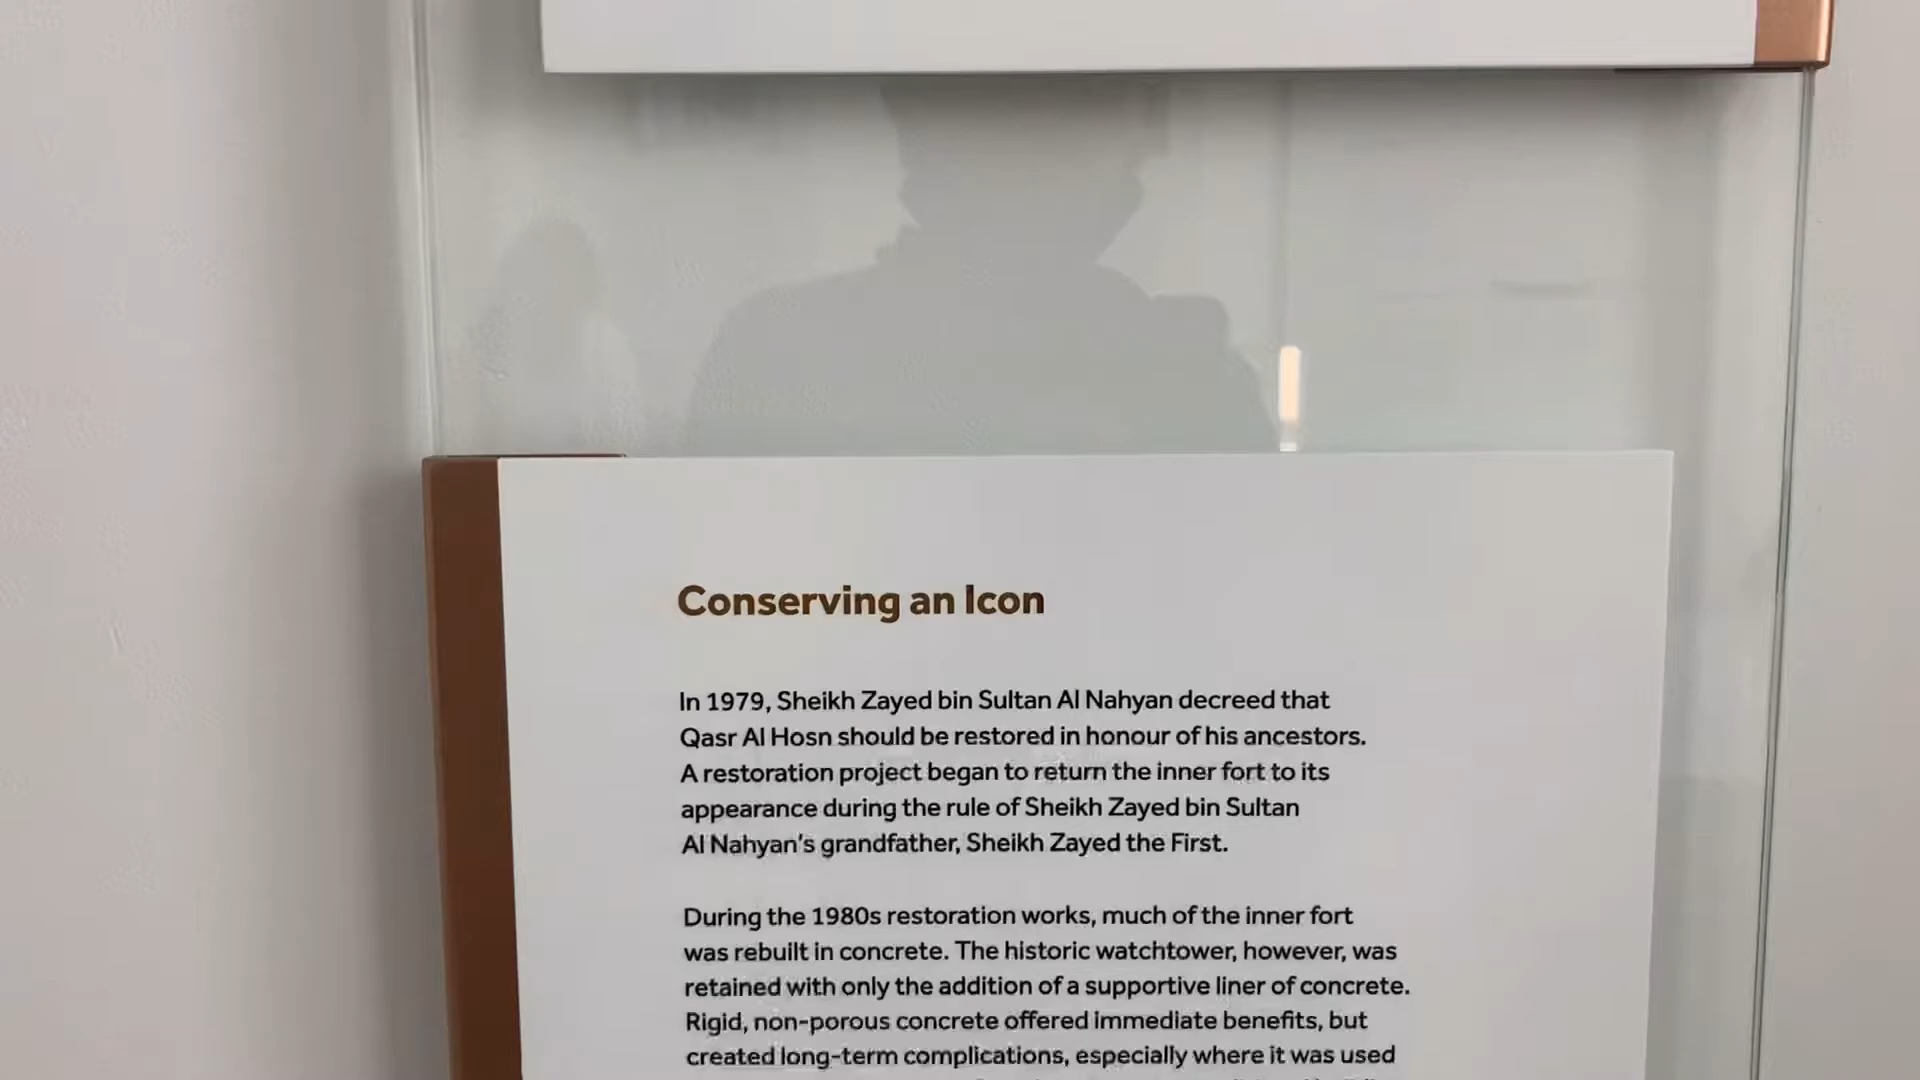 Conserving an Icon
In 1979, Sheikh Zayed bin Sultan Al Nahyan decreed that
Qasr Al Hosn should be restored in honour of his ancestors.
A restoration project began to return the inner fort to its
appearance during the rule of Sheikh Zayed bin Sultan
Al Nahyan's grandfather, Sheikh Zayed the First.
During the 1980s restoration works, much of the inner fort
was rebuilt in concrete. The historic watchtower, however, was
retained with only the addition of a supportive liner of concrete.
Rigid, non-porous concrete offered immediate benefits, but
created long-term complications, especially where it was used